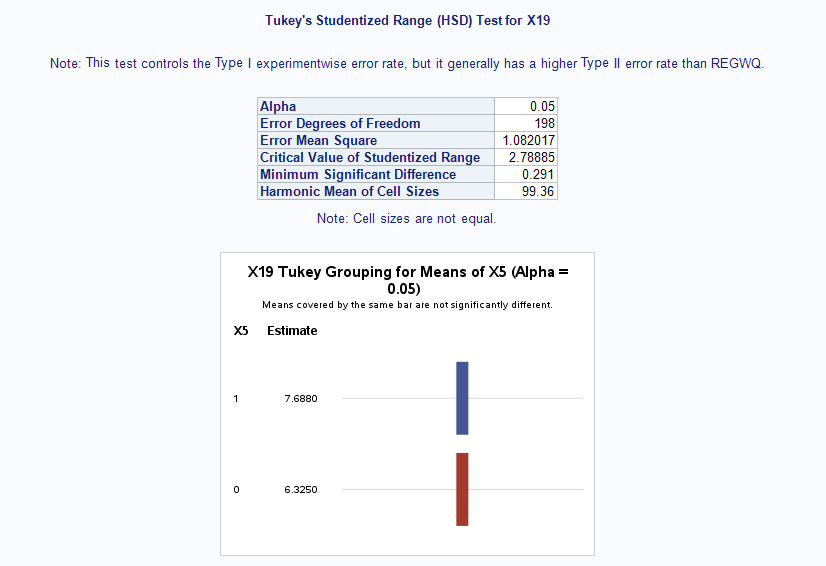 Tukey's Studentized Range (HSD) Test for X19
Note: This test controls the Type I experimentwise error rate, but it generally has a higher Type II error rate than REGWQ.
Alpha 0.05
Error Degrees of Freedom 198
Error Mean Square 1.082017
Critical Value of Studentized Range 2.78885
Minimum Significant Difference 0.291
Harmonic Mean of Cell Sizes 99.36
Note: Cell sizes are not equal.
X19 Tukey Grouping for Means of X5 (Alpha =
0.05)
Means covered by the same bar are not significantly different.
X5 Estimate
1 7.6880
0 6.3250